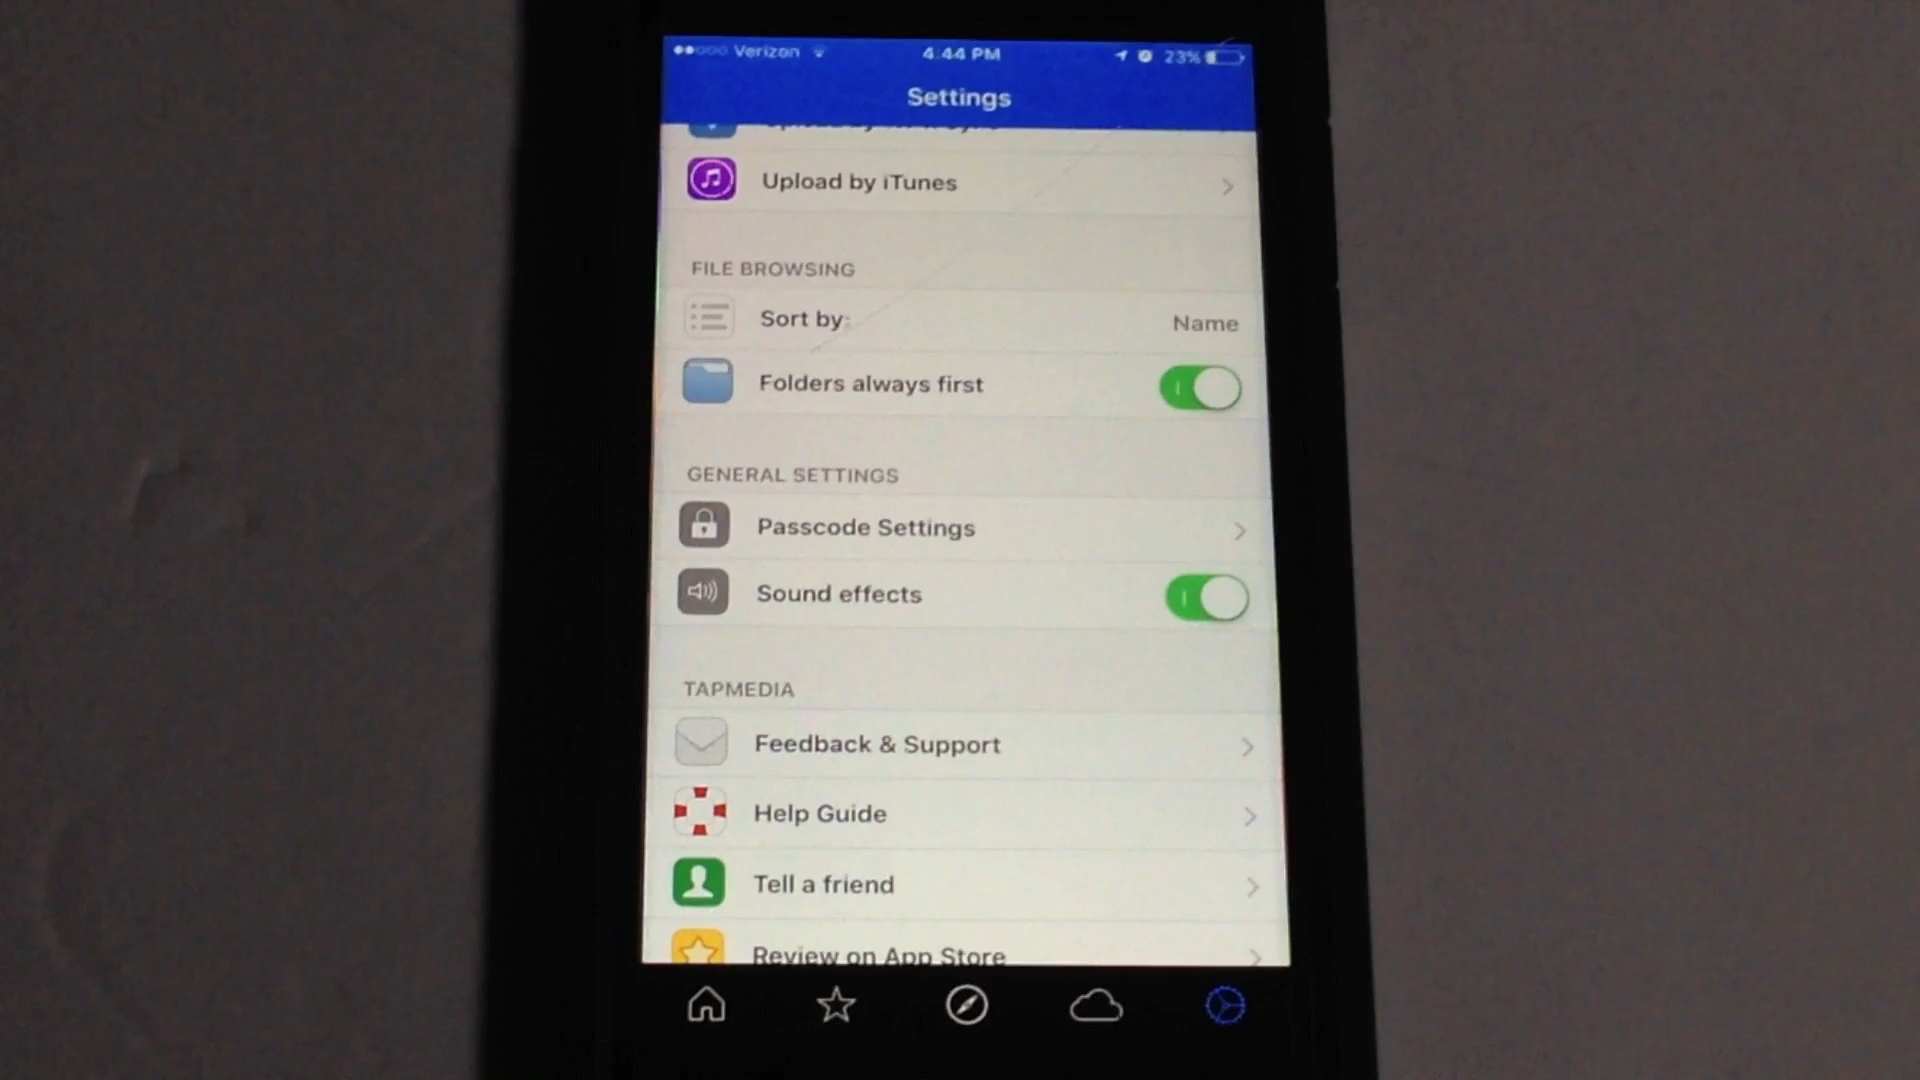 Verizon 4:44 PM 23%
Settings
Upload by iTunes
FILE BROWSING
Sort by: Name
Folders always first
GENERAL SETTINGS
Passcode Settings
Sound effects
TAPMEDIA
Feedback & Support
Help Guide
Tell a friend
Review on App Store